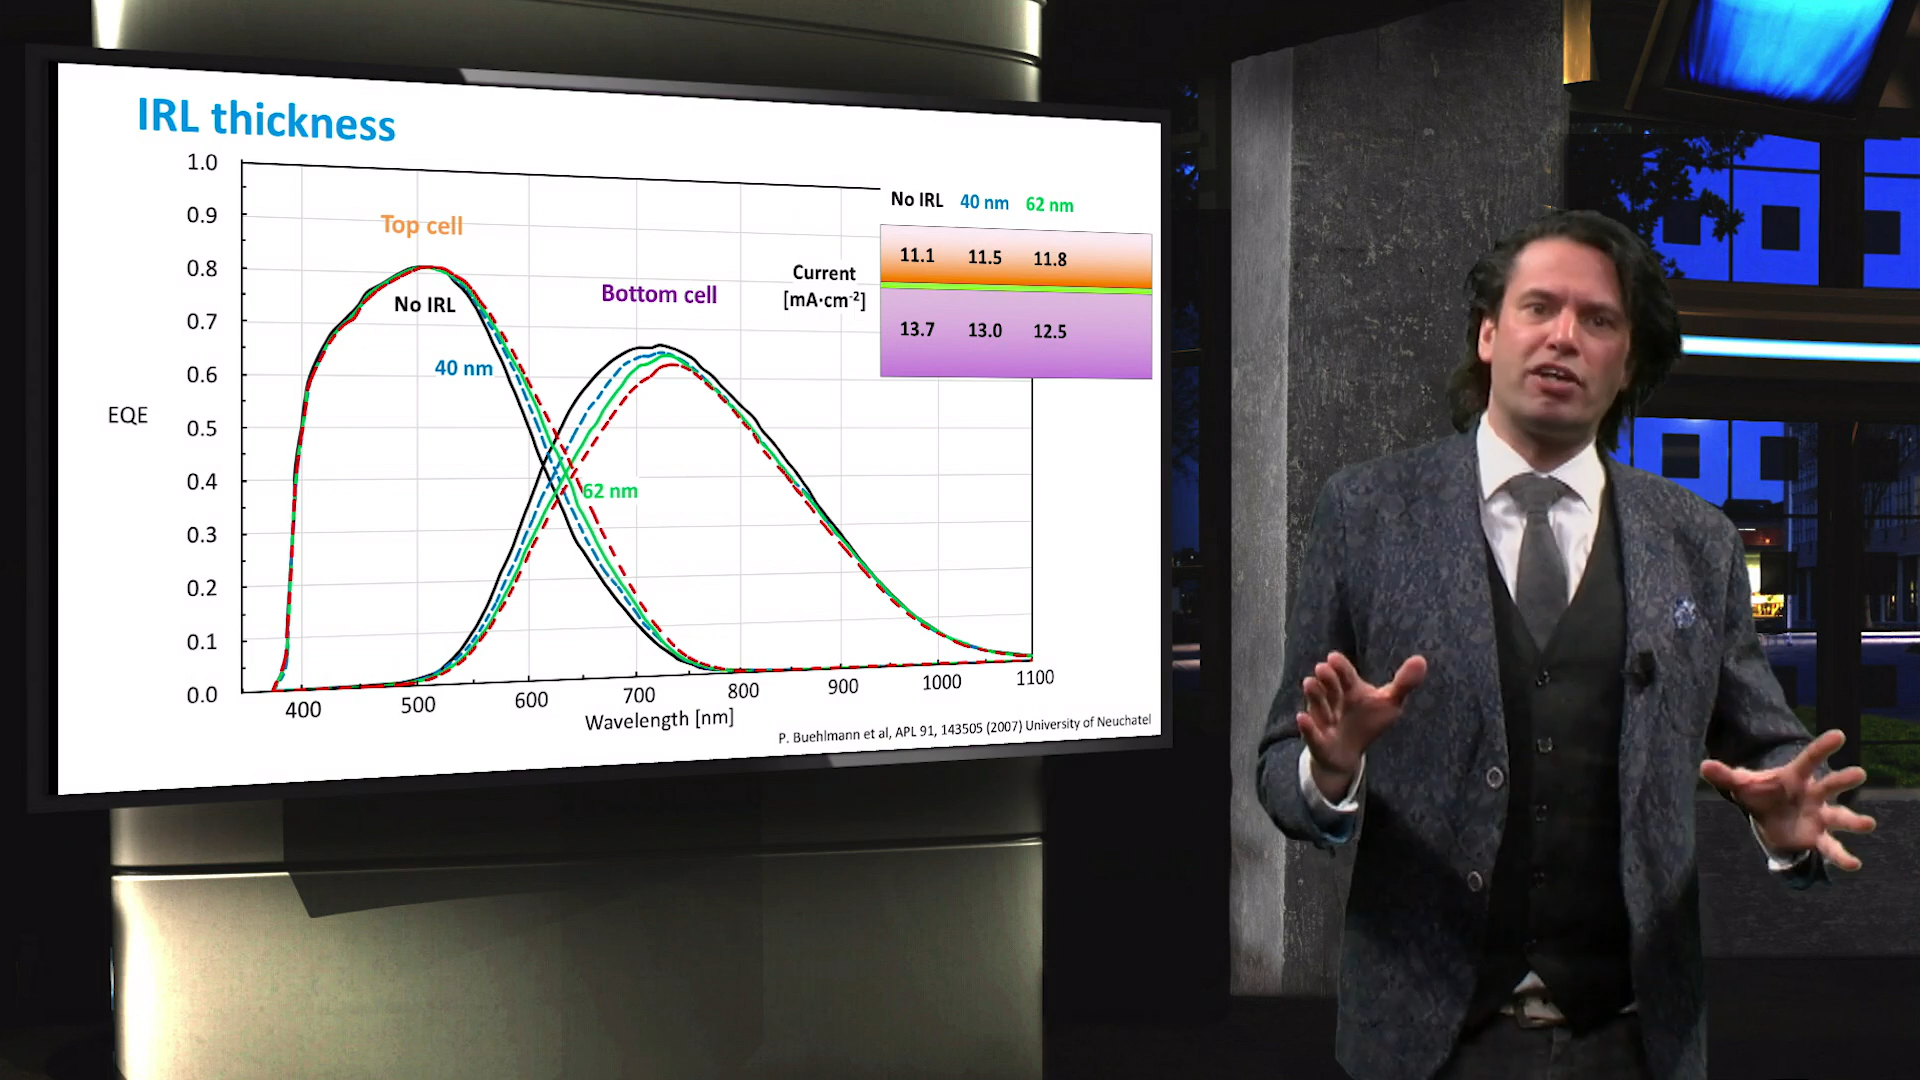 IRL thickness
1.0
0.9
0.8
0.7
0.6
0.5
0.4
0.3
0.2
0.1
0.0
EQE
Top cell
No IRL
40 nm
Bottom cell
62 nm
No IRL 40 nm 62 nm
Current
[mA·cm-2]
11.1 11.5 11.8
13.7 13.0 12.5
400 500 600 700 800 900 1000 1100
Wavelength [nm]
P. Buehlmann et al, APL 91, 143505 (2007) University of Neuchatel